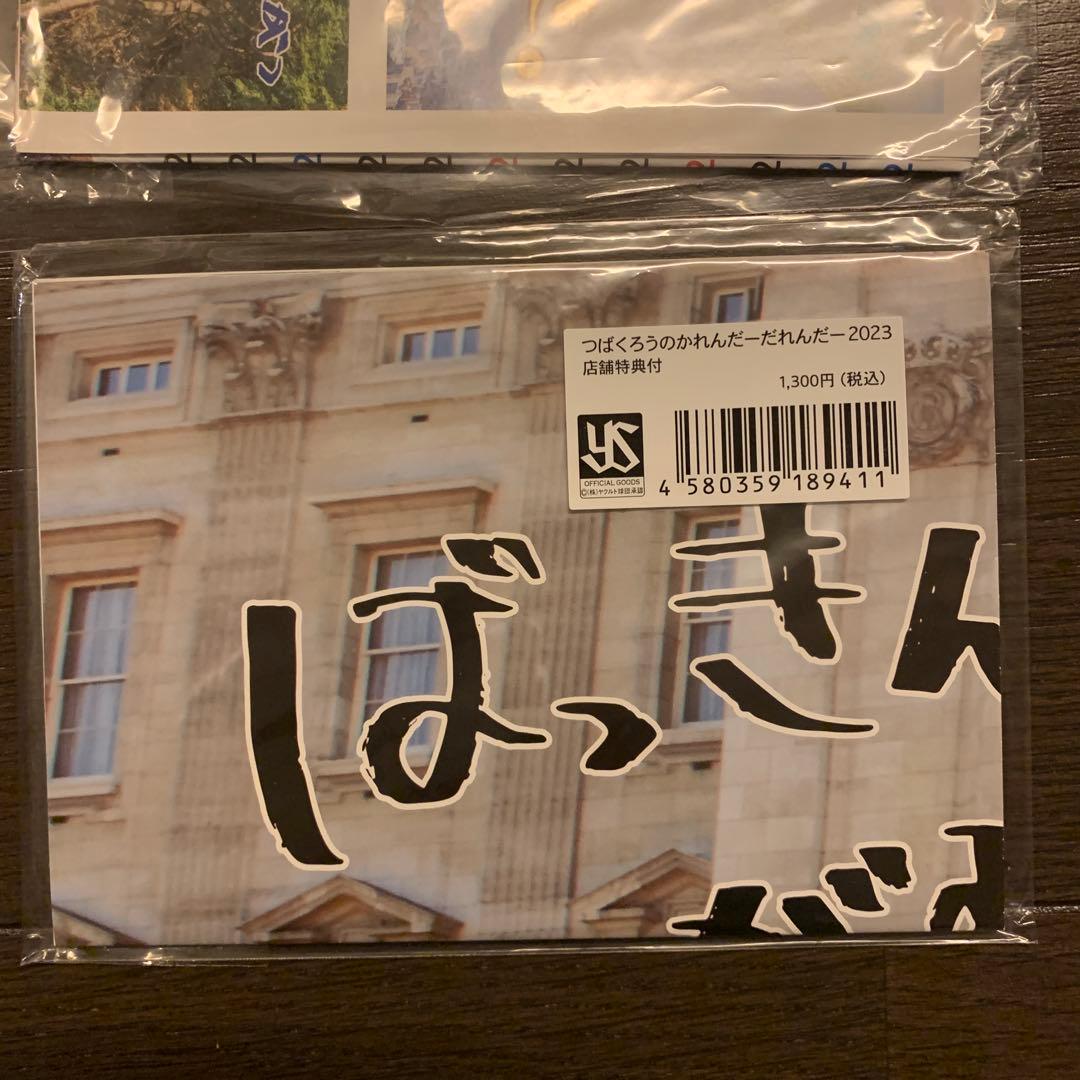 つばくろうのかれんだーだれんだー2023
店舗特典付
1,300円（税込）
YS
OFFICIAL GOODS
©(株)ヤクルト球団承認
4 580359 189411
ばっきん
が